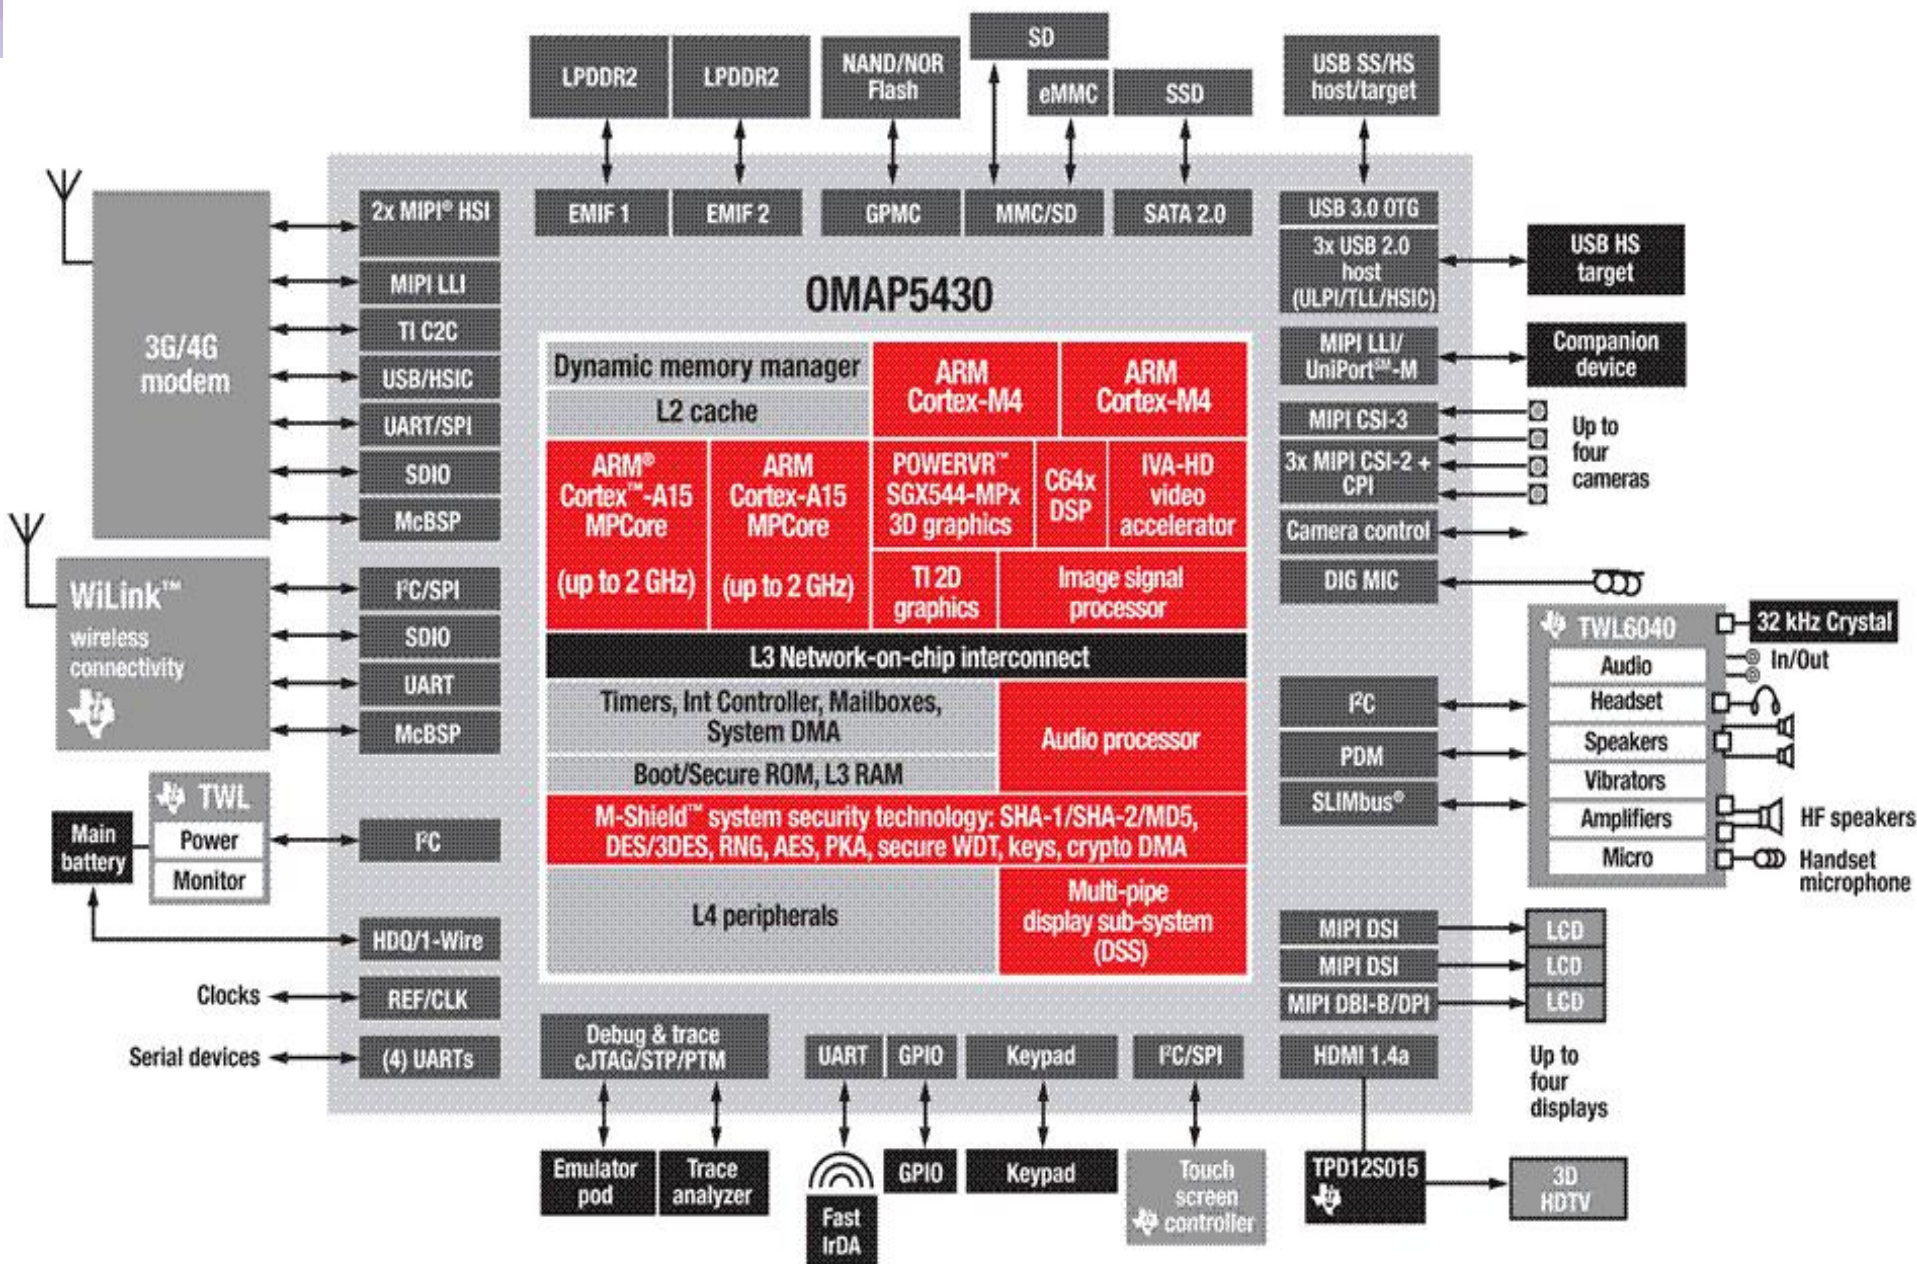 SD
LPDDR2
LPDDR2
NAND/NOR
Flash
eMMC
SSD
USB SS/HS
host/target
2x MIPI® HSI
MIPI LLI
TI C2C
USB/HSIC
UART/SPI
SDIO
McBSP
3G/4G
modem
EMIF 1
EMIF 2
GPMC
MMC/SD
SATA 2.0
USB 3.0 OTG
3x USB 2.0
host
(ULPI/TLL/HSIC)
USB HS
target
OMAP5430
MIPI LLI/
UniPort℠-M
Companion
device
Dynamic memory manager
L2 cache
ARM
Cortex-M4
ARM
Cortex-M4
MIPI CSI-3
3x MIPI CSI-2 +
CPI
Up to
four
cameras
Camera control
DIG MIC
ARM®
Cortex™-A15
MPCore
(up to 2 GHz)
ARM
Cortex-A15
MPCore
(up to 2 GHz)
POWERVR™
SGX544-MPx
3D graphics
C64x
DSP
IVA-HD
video
accelerator
TI 2D
graphics
Image signal
processor
WiLink™
wireless
connectivity
I²C/SPI
SDIO
UART
McBSP
L3 Network-on-chip interconnect
Timers, Int Controller, Mailboxes,
System DMA
Boot/Secure ROM, L3 RAM
Audio processor
M-Shield™ system security technology: SHA-1/SHA-2/MD5,
DES/3DES, RNG, AES, PKA, secure WDT, keys, crypto DMA
L4 peripherals
Multi-pipe
display sub-system
(DSS)
I²C
PDM
SLIMbus®
TWL6040
Audio
Headset
Speakers
Vibrators
Amplifiers
Micro
32 kHz Crystal
In/Out
HF speakers
Handset
microphone
Main
battery
TWL
Power
Monitor
I²C
HDQ/1-Wire
Clocks
REF/CLK
Serial devices
(4) UARTs
MIPI DSI
LCD
MIPI DSI
LCD
MIPI DBI-B/DPI
LCD
HDMI 1.4a
Up to
four
displays
Debug & trace
cJTAG/STP/PTM
UART
GPIO
Keypad
I²C/SPI
Emulator
pod
Trace
analyzer
Fast
IrDA
GPIO
Keypad
Touch
screen
controller
TPD12S015
3D
HDTV